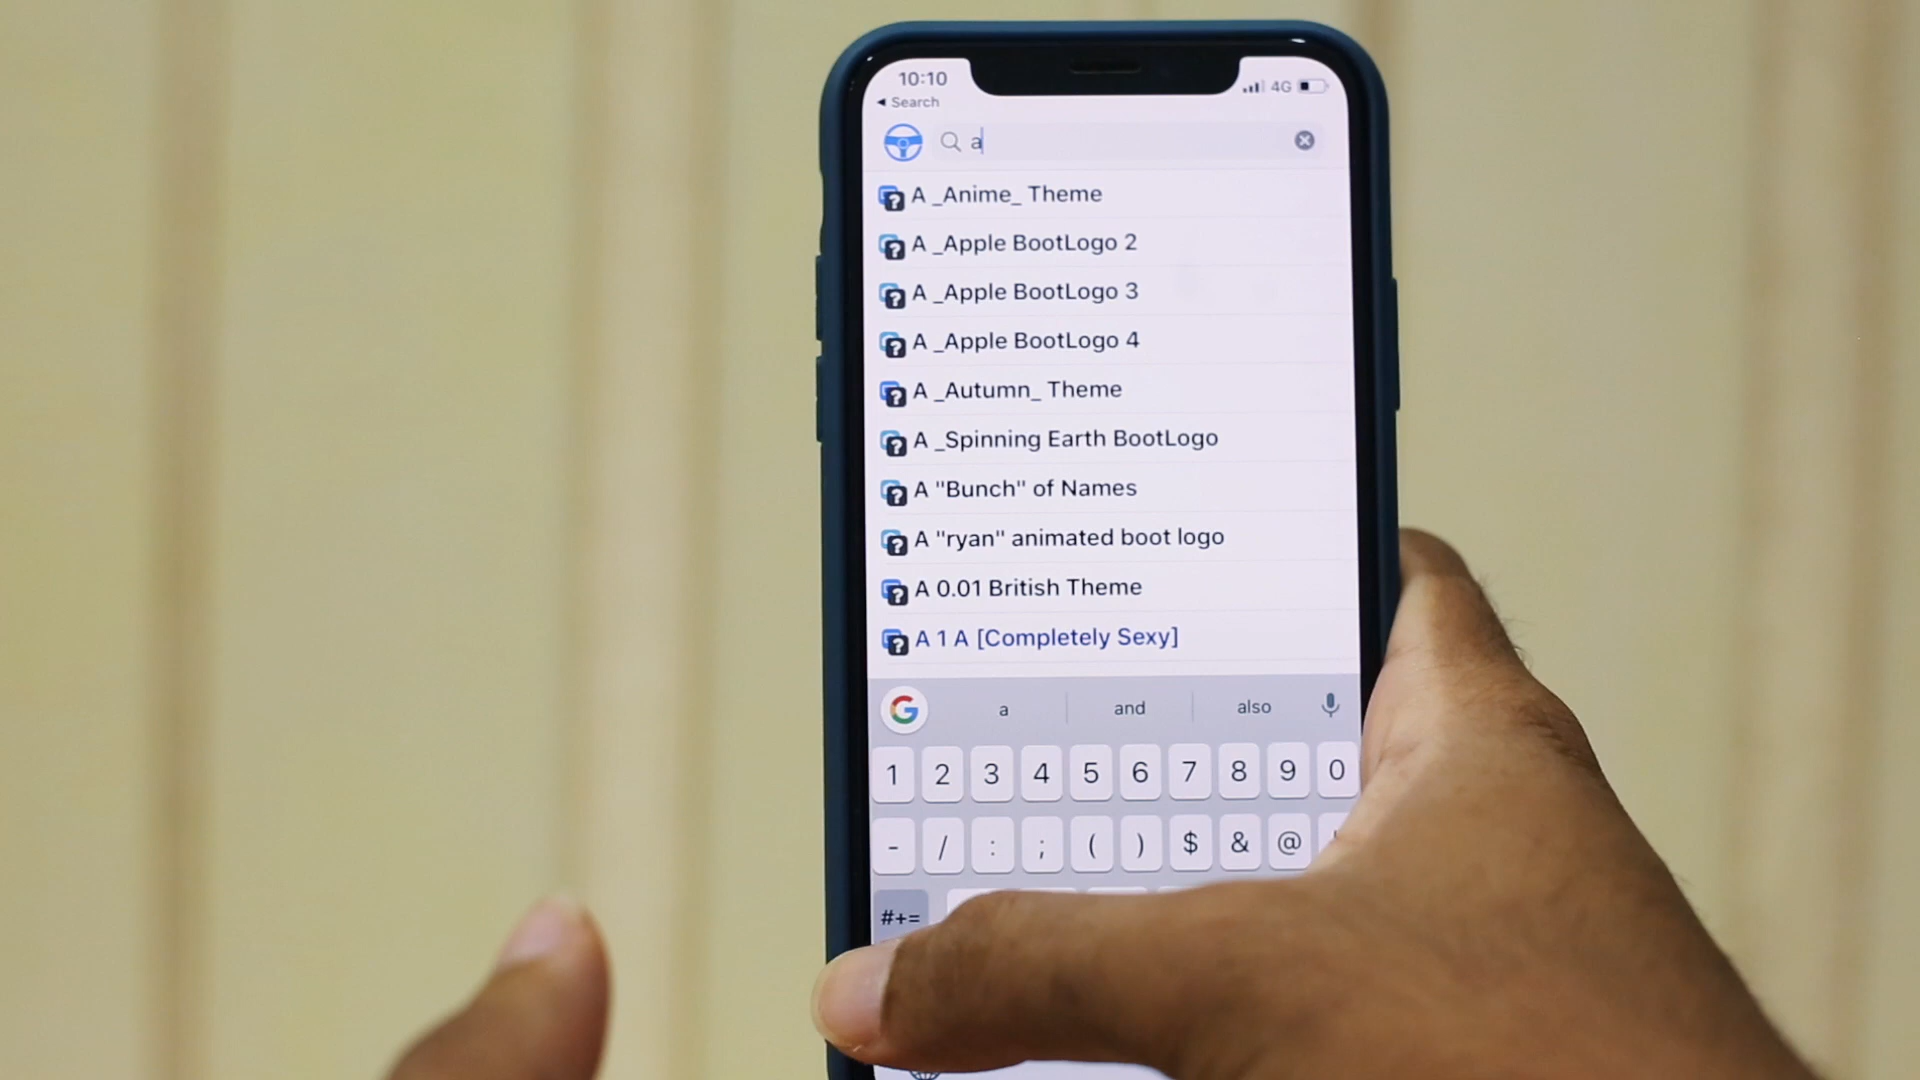 10:10
4G
Search
a
A _Anime_ Theme
A _Apple BootLogo 2
A _Apple BootLogo 3
A _Apple BootLogo 4
A _Autumn_ Theme
A _Spinning Earth BootLogo
A "Bunch" of Names
A "ryan" animated boot logo
A 0.01 British Theme
A 1 A [Completely Sexy]
G a and also
1 2 3 4 5 6 7 8 9 0
- / : ; ( ) $ & @
#+=